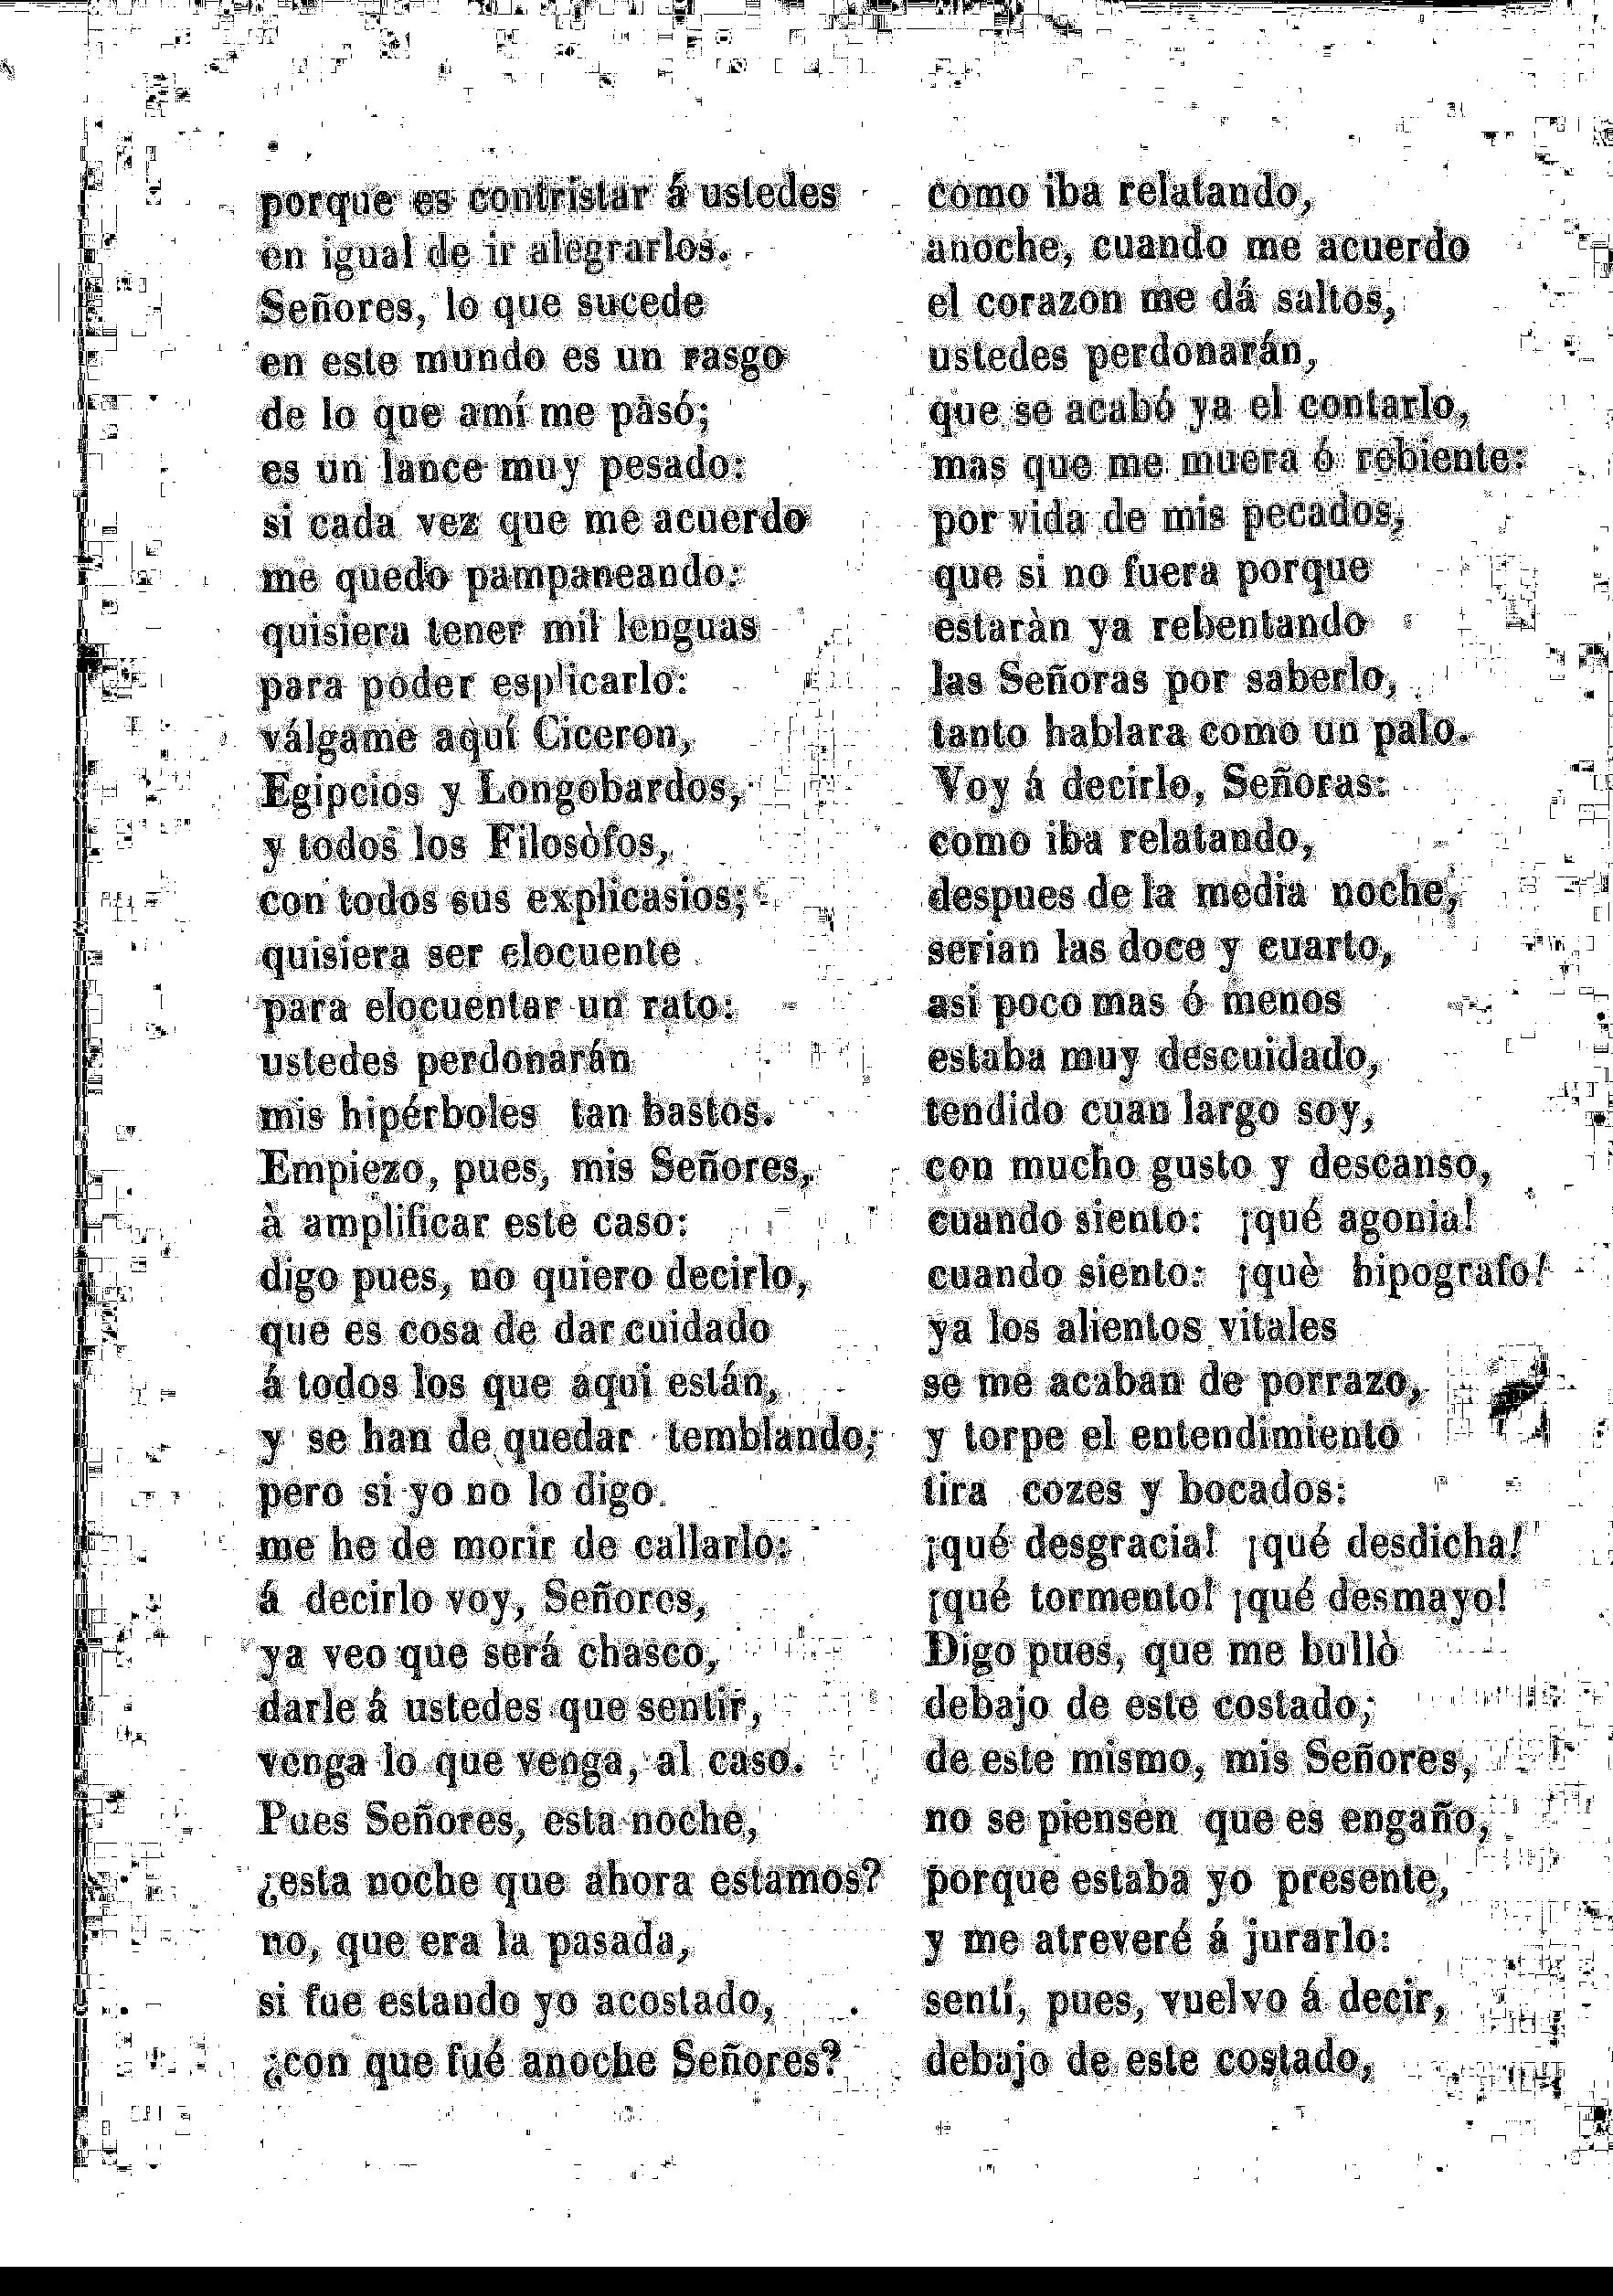 porque es contristar á ustedes
en igual de ir alegrarlos.
Señores, lo que sucede
en este mundo es un rasgo
de lo que amí me pasó;
es un lance muy pesado:
si cada vez que me acuerdo
me quedo pampaneando:
quisiera tener mil lenguas
para poder esplicarlo:
válgame aquí Ciceron,
Egipcios y Longobardos,
y todos los Filosòfos,
con todos sus explicasios;
quisiera ser elocuente
para elocuentar un rato:
ustedes perdonarán
mis hipérboles tan bastos.
Empiezo, pues, mis Señores,
à amplificar este caso:
digo pues, no quiero decirlo,
que es cosa de dar cuidado
á todos los que aqui están,
y se han de quedar temblando;
pero si yo no lo digo
me he de morir de callarlo:
á decirlo voy, Señores,
ya veo que será chasco,
darle á ustedes que sentir,
venga lo que venga, al caso.
Pues Señores, esta noche,
¿esta noche que ahora estamos?
no, que era la pasada,
si fue estando yo acostado,
¿con que fué anoche Señores?
como iba relatando,
anoche, cuando me acuerdo
el corazon me dá saltos,
ustedes perdonarán,
que se acabó ya el contarlo,
mas que me muera ó rebiente:
por vida de mis pecados,
que si no fuera porque
estaràn ya rebentando
las Señoras por saberlo,
tanto hablara como un palo.
Voy á decirlo, Señoras:
como iba relatando,
despues de la media noche,
serian las doce y cuarto,
asi poco mas ó menos
estaba muy descuidado,
tendido cuan largo soy,
con mucho gusto y descanso,
cuando siento: ¡qué agonia!
cuando siento: ¡què hipografo!
ya los alientos vitales
se me acaban de porrazo,
y torpe el entendimiento
tira cozes y bocados:
¡qué desgracia! ¡qué desdicha!
¡qué tormento! ¡qué desmayo!
Digo pues, que me bullò
debajo de este costado;
de este mismo, mis Señores,
no se piensen que es engaño,
porque estaba yo presente,
y me atreveré á jurarlo:
sentí, pues, vuelvo á decir,
debajo de este costado,